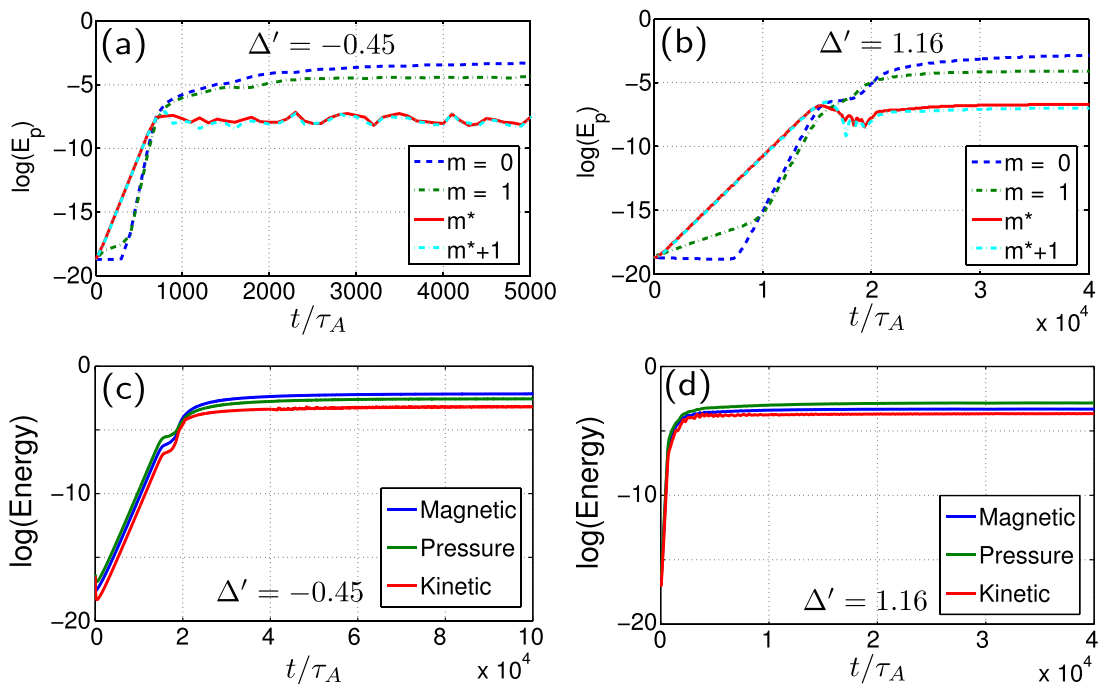 (a)
Δ′ = −0.45
log(E_p)
0
−5
−10
−15
−20
m = 0
m = 1
m*
m*+1
0 1000 2000 3000 4000 5000
t/τ_A
(b)
Δ′ = 1.16
log(E_p)
0
−5
−10
−15
−20
m = 0
m = 1
m*
m*+1
0 1 2 3 4
t/τ_A
x 10^4
(c)
log(Energy)
0
−10
−20
Magnetic
Pressure
Kinetic
Δ′ = −0.45
0 2 4 6 8 10
t/τ_A
x 10^4
(d)
log(Energy)
0
−10
−20
Magnetic
Pressure
Kinetic
Δ′ = 1.16
0 1 2 3 4
t/τ_A
x 10^4